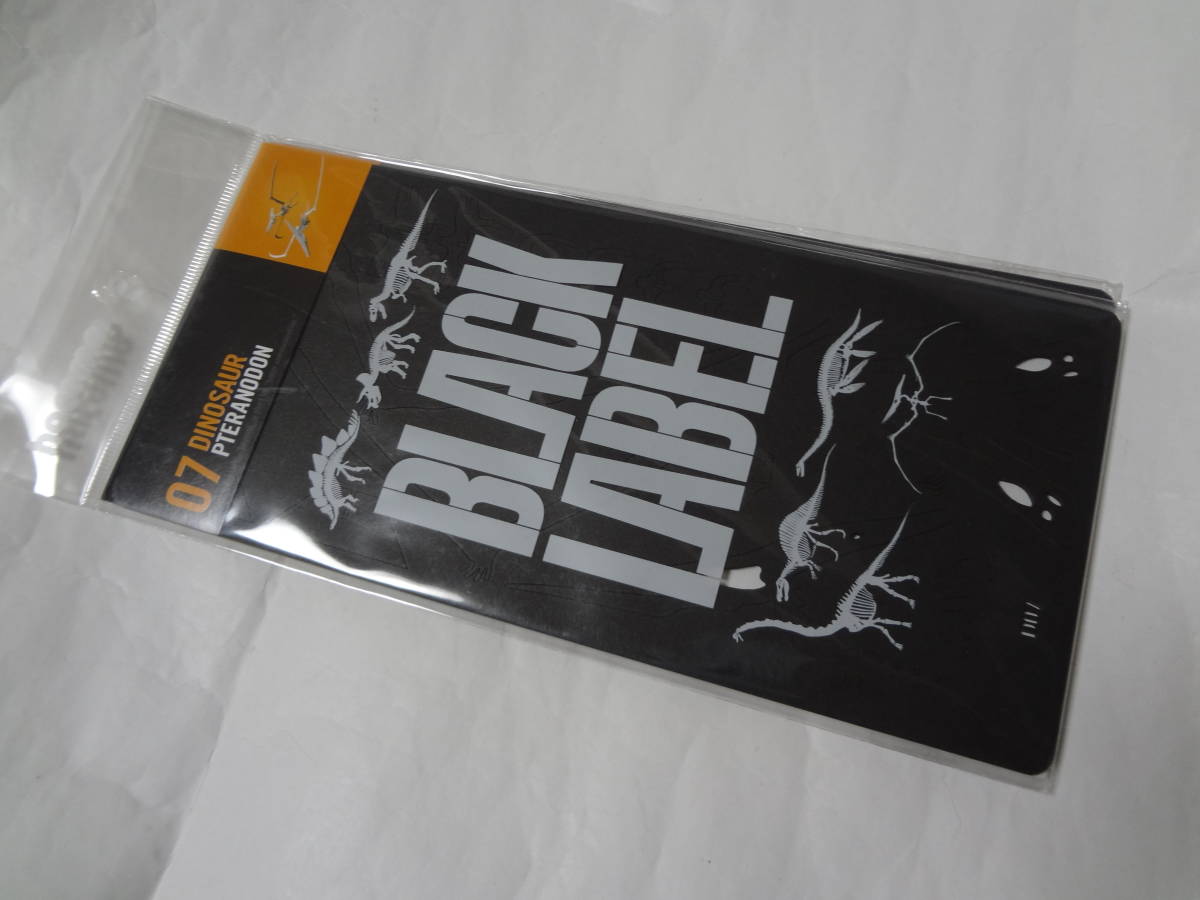 07 DINOSAUR
PTERANODON
BLACK
LABEL